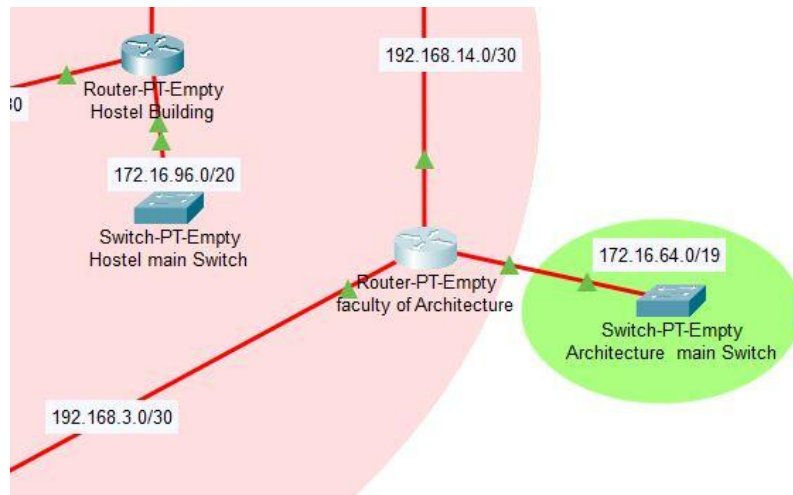 192.168.14.0/30
Router-PT-Empty
Hostel Building
30
172.16.96.0/20
Switch-PT-Empty
Hostel main Switch
172.16.64.0/19
Router-PT-Empty
faculty of Architecture
Switch-PT-Empty
Architecture main Switch
192.168.3.0/30